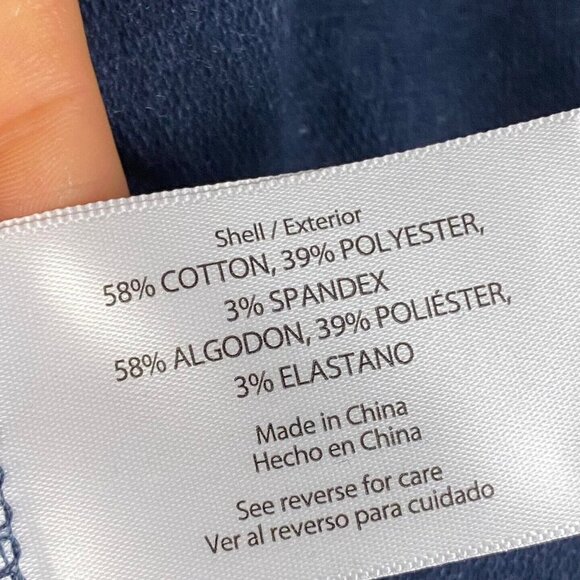 Shell / Exterior
58% COTTON, 39% POLYESTER,
3% SPANDEX
58% ALGODON, 39% POLIÉSTER,
3% ELASTANO
Made in China
Hecho en China
See reverse for care
Ver al reverso para cuidado